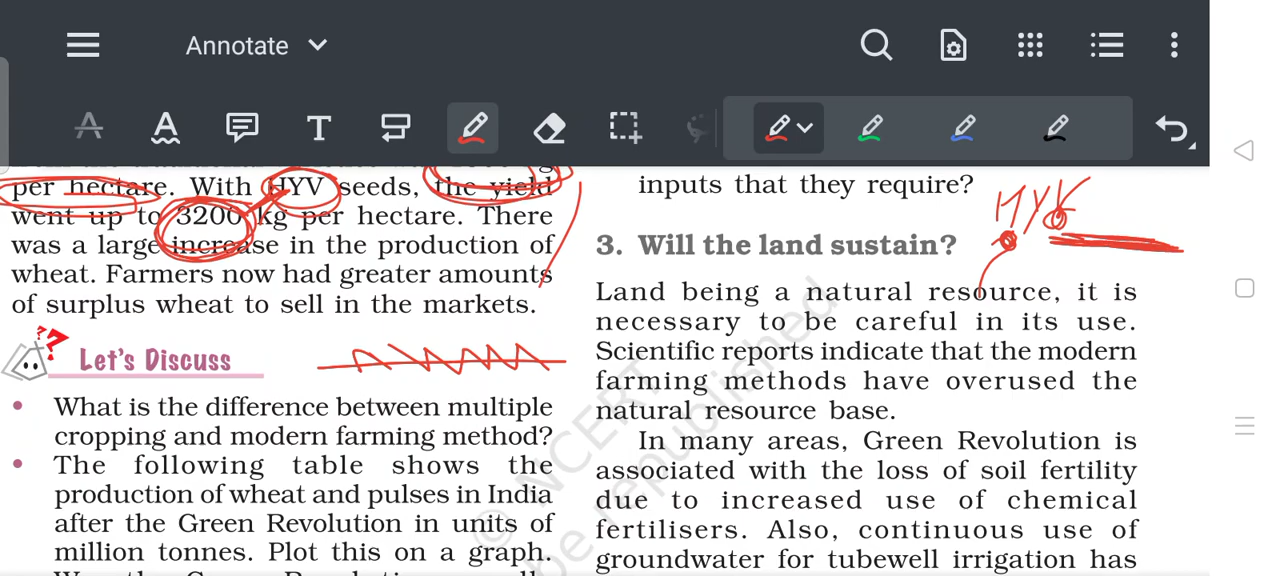 Annotate
per hectare. With HYV seeds, the yield
went up to 3200 kg per hectare. There
was a large increase in the production of
wheat. Farmers now had greater amounts
of surplus wheat to sell in the markets.
??
?
Let's Discuss
• What is the difference between multiple
cropping and modern farming method?
• The following table shows the
production of wheat and pulses in India
after the Green Revolution in units of
million tonnes. Plot this on a graph.
inputs that they require?
3. Will the land sustain?
Land being a natural resource, it is
necessary to be careful in its use.
Scientific reports indicate that the modern
farming methods have overused the
natural resource base.
In many areas, Green Revolution is
associated with the loss of soil fertility
due to increased use of chemical
fertilisers. Also, continuous use of
groundwater for tubewell irrigation has
© NCERT
be republished